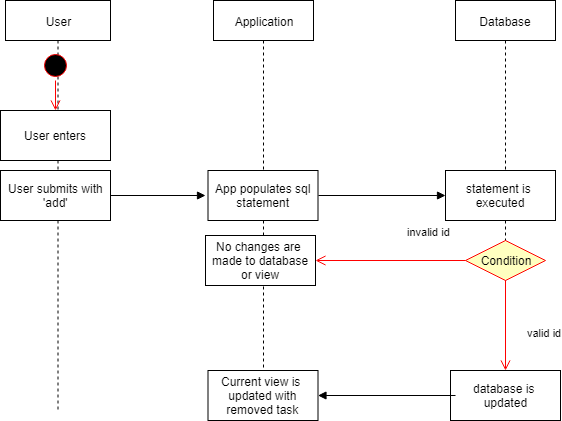 User
Application
Database
User enters
User submits with
'add'
App populates sql
statement
statement is
executed
invalid id
No changes are
made to database
or view
Condition
valid id
Current view is
updated with
removed task
database is
updated